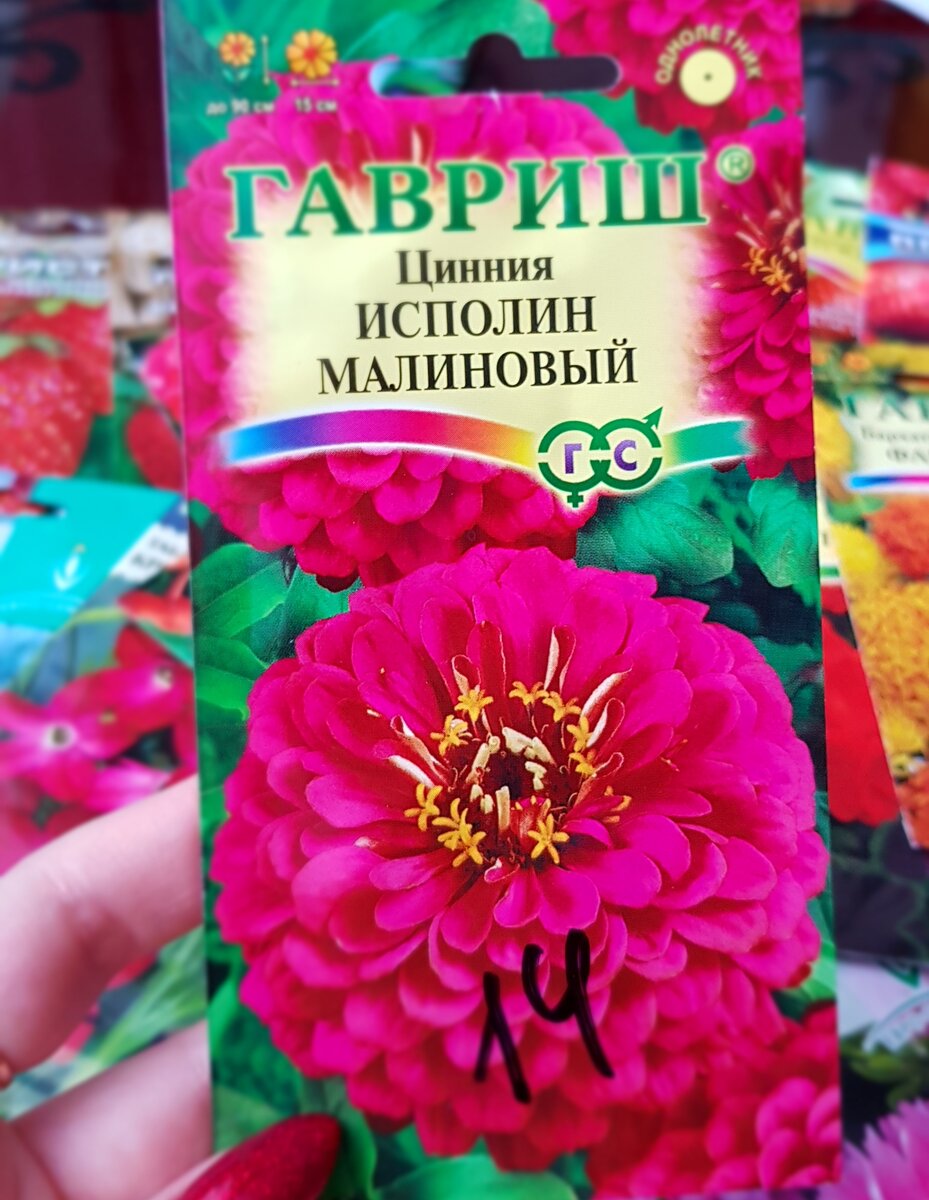 до 90 см 15 см
ОДНОЛЕТНИК
ГАВРИШ®
Цинния
ИСПОЛИН
МАЛИНОВЫЙ
Г С
14